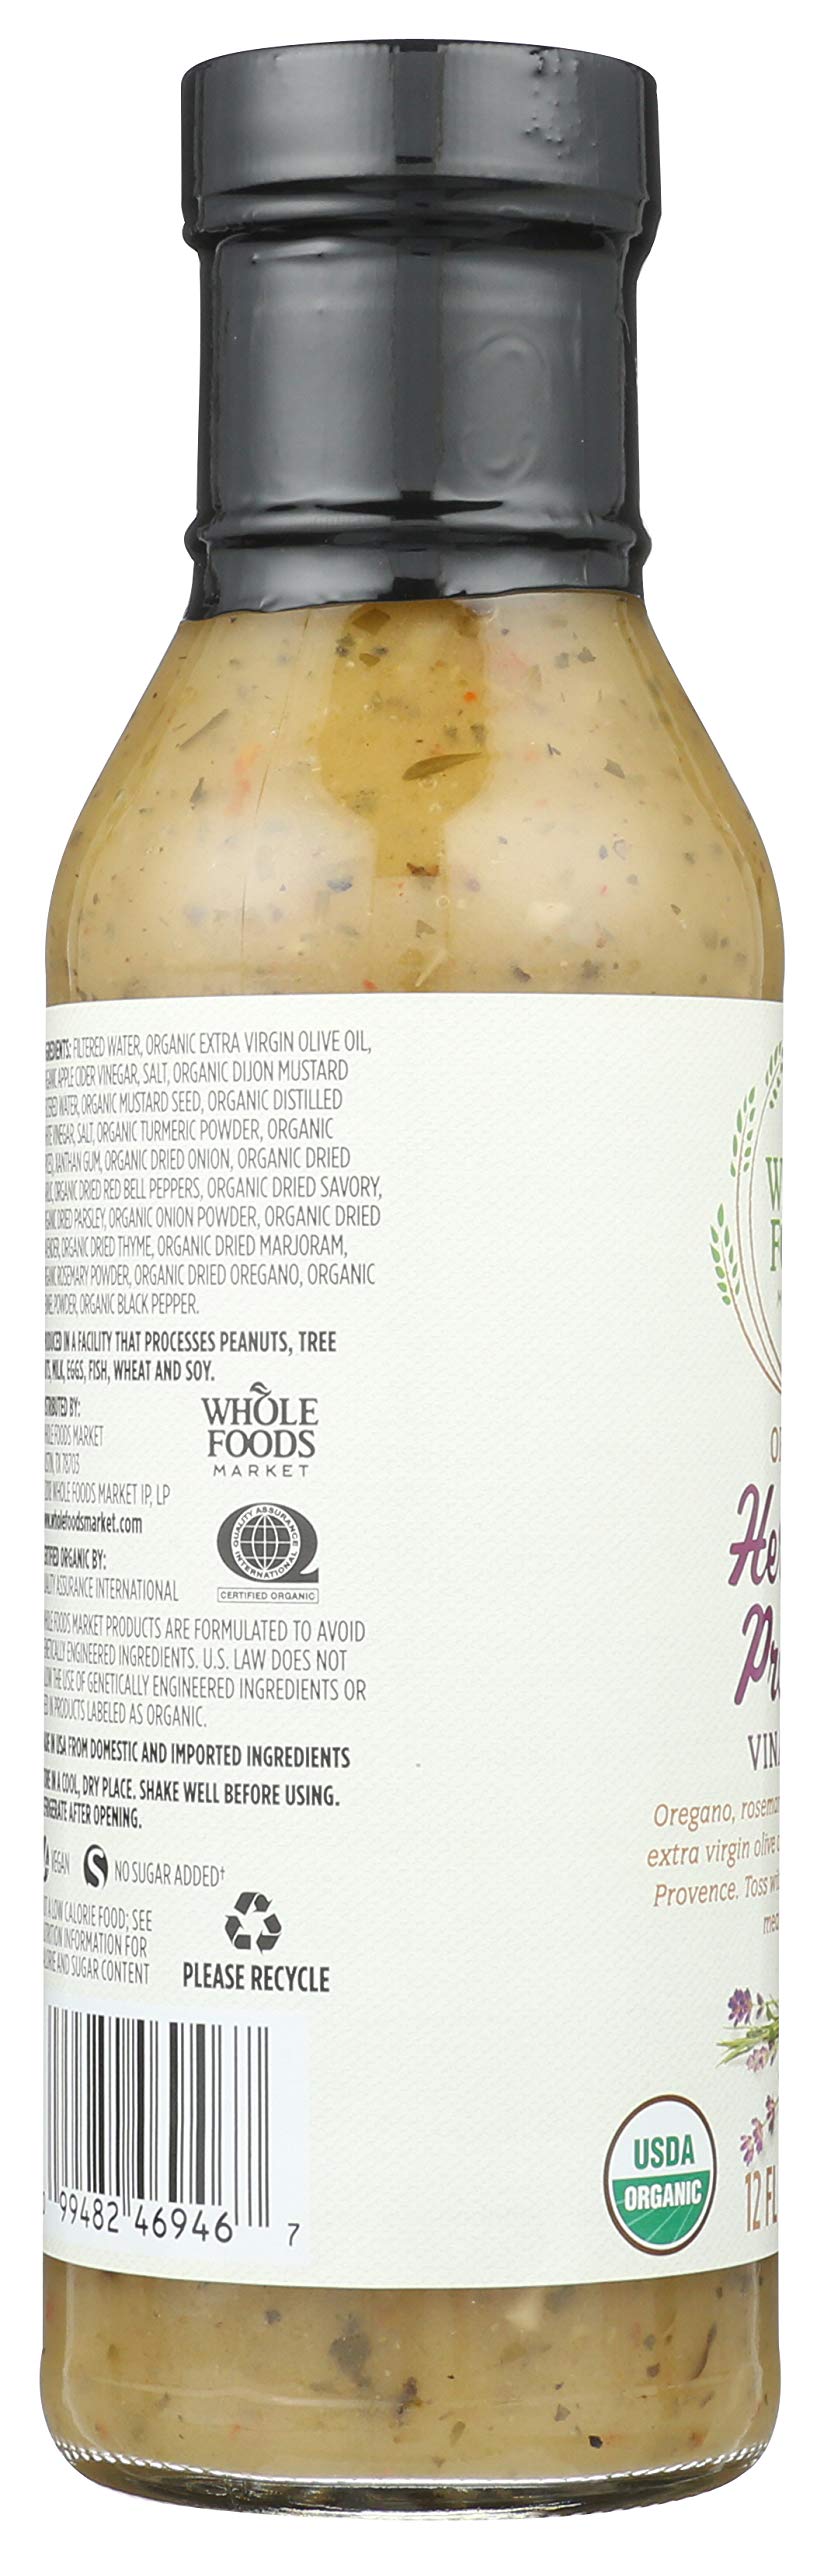 FILTERED WATER, ORGANIC EXTRA VIRGIN OLIVE OIL,
APPLE CIDER VINEGAR, SALT, ORGANIC DIJON MUSTARD
WATER, ORGANIC MUSTARD SEED, ORGANIC DISTILLED
VINEGAR, SALT, ORGANIC TURMERIC POWDER, ORGANIC
XANTHAN GUM, ORGANIC DRIED ONION, ORGANIC DRIED
ORGANIC DRIED RED BELL PEPPERS, ORGANIC DRIED SAVORY,
DRIED PARSLEY, ORGANIC ONION POWDER, ORGANIC DRIED
ORGANIC DRIED THYME, ORGANIC DRIED MARJORAM,
ROSEMARY POWDER, ORGANIC DRIED OREGANO, ORGANIC
POWDER, ORGANIC BLACK PEPPER.
IN A FACILITY THAT PROCESSES PEANUTS, TREE
MILK, EGGS, FISH, WHEAT AND SOY.
BY:
FOODS MARKET
TX 78703
WHOLE FOODS MARKET IP, LP
www.wholefoodsmarket.com
WHOLE
FOODS
MARKET
ORGANIC BY:
ASSURANCE INTERNATIONAL
QUALITY ASSURANCE
INTERNATIONAL
CERTIFIED ORGANIC
FOODS MARKET PRODUCTS ARE FORMULATED TO AVOID
ENGINEERED INGREDIENTS. U.S. LAW DOES NOT
THE USE OF GENETICALLY ENGINEERED INGREDIENTS OR
PRODUCTS LABELED AS ORGANIC.
IN USA FROM DOMESTIC AND IMPORTED INGREDIENTS
IN A COOL, DRY PLACE. SHAKE WELL BEFORE USING.
AFTER OPENING.
VEGAN
NO SUGAR ADDED†
A LOW CALORIE FOOD; SEE
INFORMATION FOR
AND SUGAR CONTENT
PLEASE RECYCLE
99482 46946 7
Oregano,
extra virgin olive
Provence. Toss
USDA
ORGANIC
12